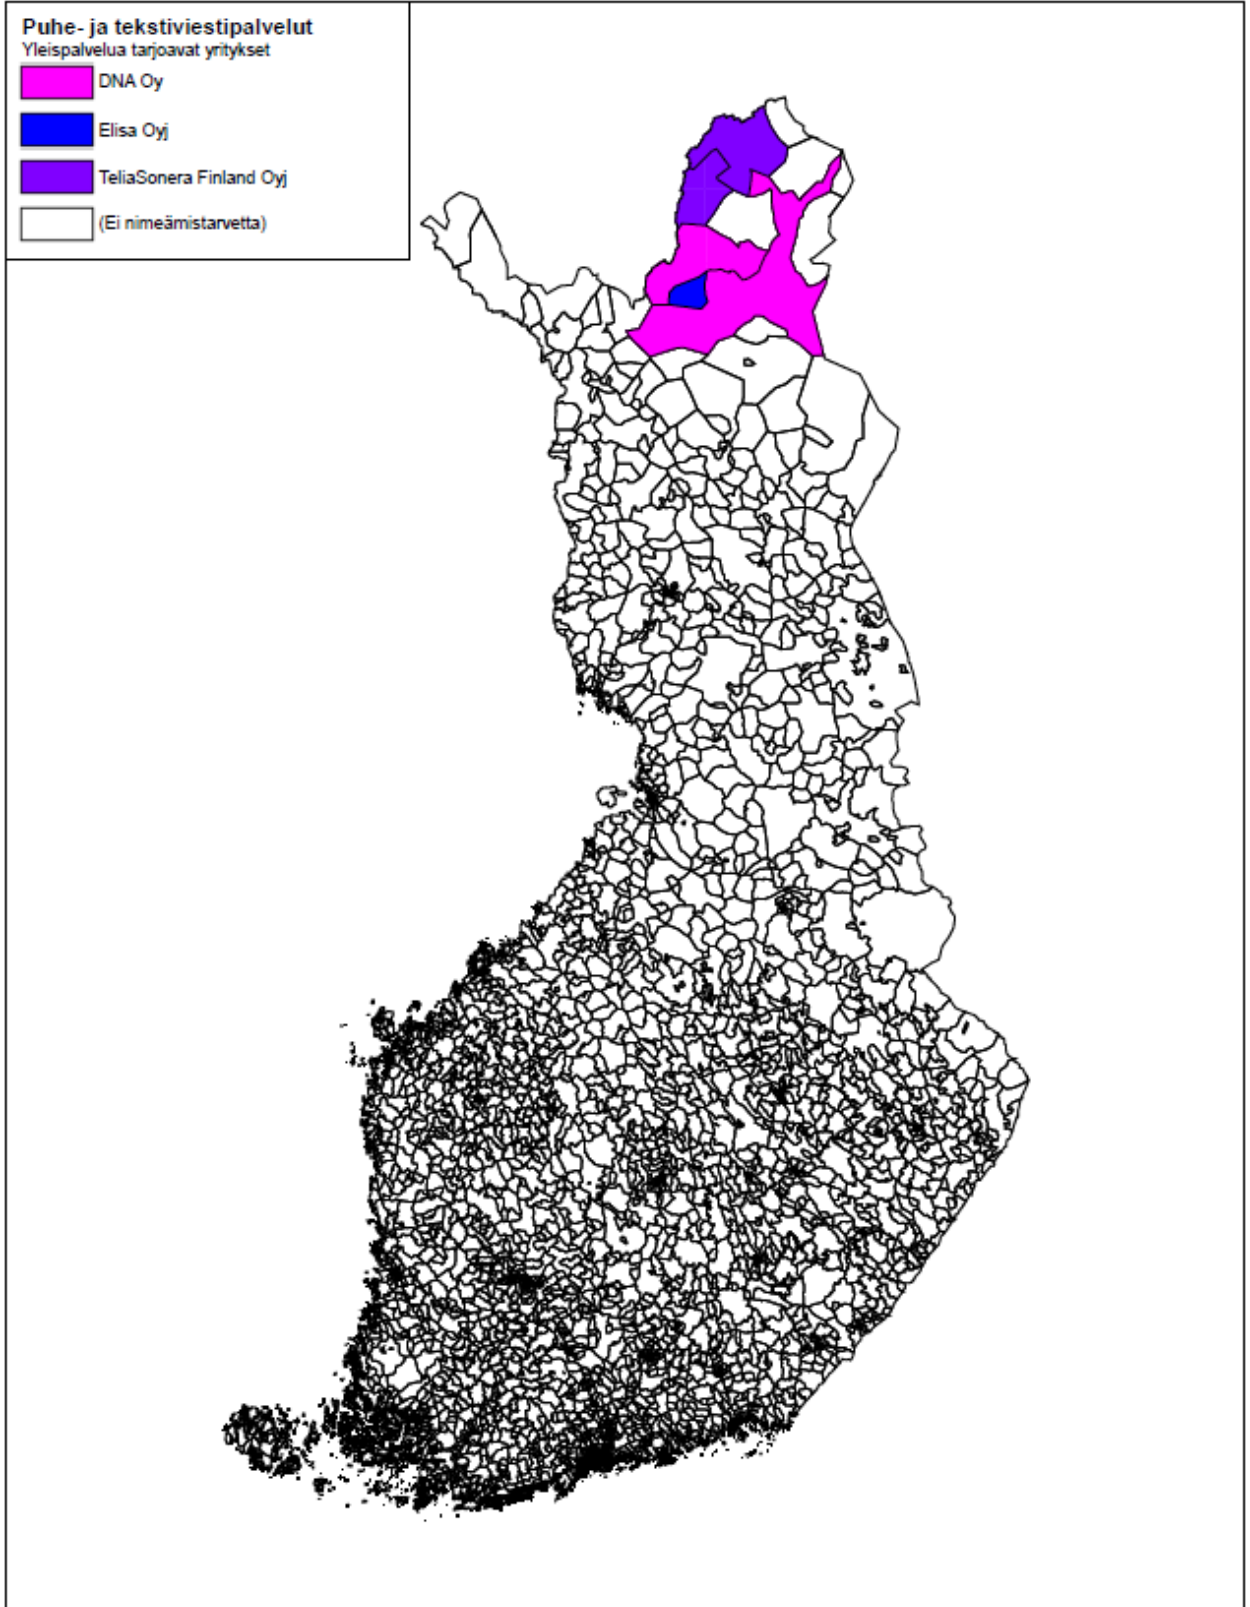 Puhe- ja tekstiviestipalvelut
Yleispalvelua tarjoavat yritykset
DNA Oy
Elisa Oyj
TeliaSonera Finland Oyj
(Ei nimeämistarvetta)